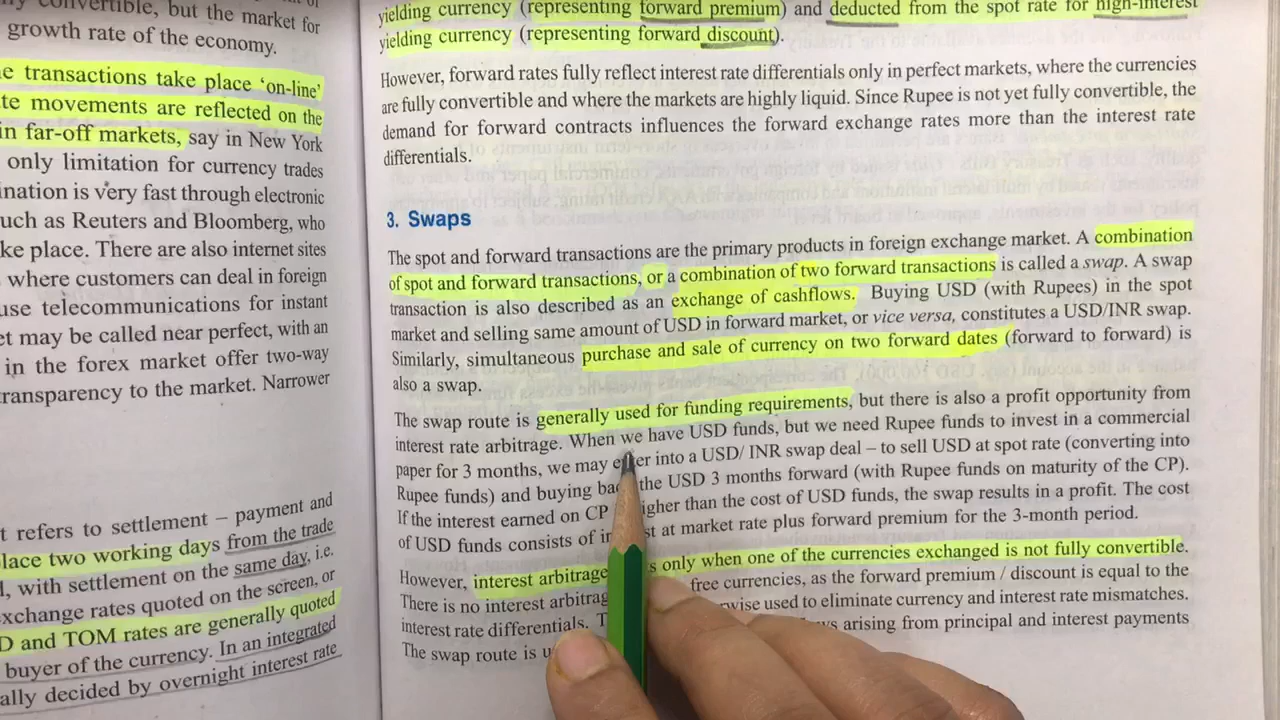 convertible, but the market for
growth rate of the economy.
e transactions take place ‘on-line’
te movements are reflected on the
in far-off markets, say in New York
only limitation for currency trades
ination is very fast through electronic
uch as Reuters and Bloomberg, who
ke place. There are also internet sites
where customers can deal in foreign
use telecommunications for instant
et may be called near perfect, with an
in the forex market offer two-way
transparency to the market. Narrower
t refers to settlement – payment and
lace two working days from the trade
l, with settlement on the same day, i.e.
xchange rates quoted on the screen, or
D and TOM rates are generally quoted
buyer of the currency. In an integrated
ally decided by overnight interest rate
yielding currency (representing forward premium) and deducted from the spot rate for high-interest
yielding currency (representing forward discount).
However, forward rates fully reflect interest rate differentials only in perfect markets, where the currencies
are fully convertible and where the markets are highly liquid. Since Rupee is not yet fully convertible, the
demand for forward contracts influences the forward exchange rates more than the interest rate
differentials.
3. Swaps
The spot and forward transactions are the primary products in foreign exchange market. A combination
of spot and forward transactions, or a combination of two forward transactions is called a swap. A swap
transaction is also described as an exchange of cashflows. Buying USD (with Rupees) in the spot
market and selling same amount of USD in forward market, or vice versa, constitutes a USD/INR swap.
Similarly, simultaneous purchase and sale of currency on two forward dates (forward to forward) is
also a swap.
The swap route is generally used for funding requirements, but there is also a profit opportunity from
interest rate arbitrage. When we have USD funds, but we need Rupee funds to invest in a commercial
paper for 3 months, we may enter into a USD/ INR swap deal – to sell USD at spot rate (converting into
Rupee funds) and buying bac the USD 3 months forward (with Rupee funds on maturity of the CP).
If the interest earned on CP igher than the cost of USD funds, the swap results in a profit. The cost
of USD funds consists of in st at market rate plus forward premium for the 3-month period.
However, interest arbitrage s only when one of the currencies exchanged is not fully convertible.
There is no interest arbitrag free currencies, as the forward premium / discount is equal to the
interest rate differentials. T wise used to eliminate currency and interest rate mismatches.
The swap route is u ws arising from principal and interest payments